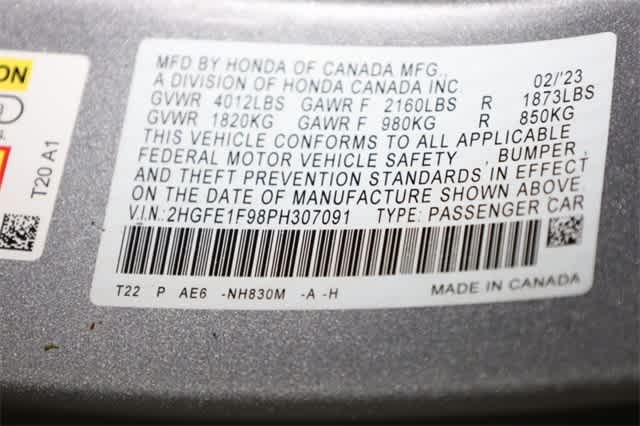 ON
s.
T20 A1
MFD BY HONDA OF CANADA MFG.,
A DIVISION OF HONDA CANADA INC. 02/'23
GVWR 4012LBS GAWR F 2160LBS R 1873LBS
GVWR 1820KG GAWR F 980KG R 850KG
THIS VEHICLE CONFORMS TO ALL APPLICABLE
FEDERAL MOTOR VEHICLE SAFETY , BUMPER,
AND THEFT PREVENTION STANDARDS IN EFFECT
ON THE DATE OF MANUFACTURE SHOWN ABOVE.
V.I.N.:2HGFE1F98PH307091 TYPE: PASSENGER CAR
T22 P AE6 -NH830M -A -H MADE IN CANADA